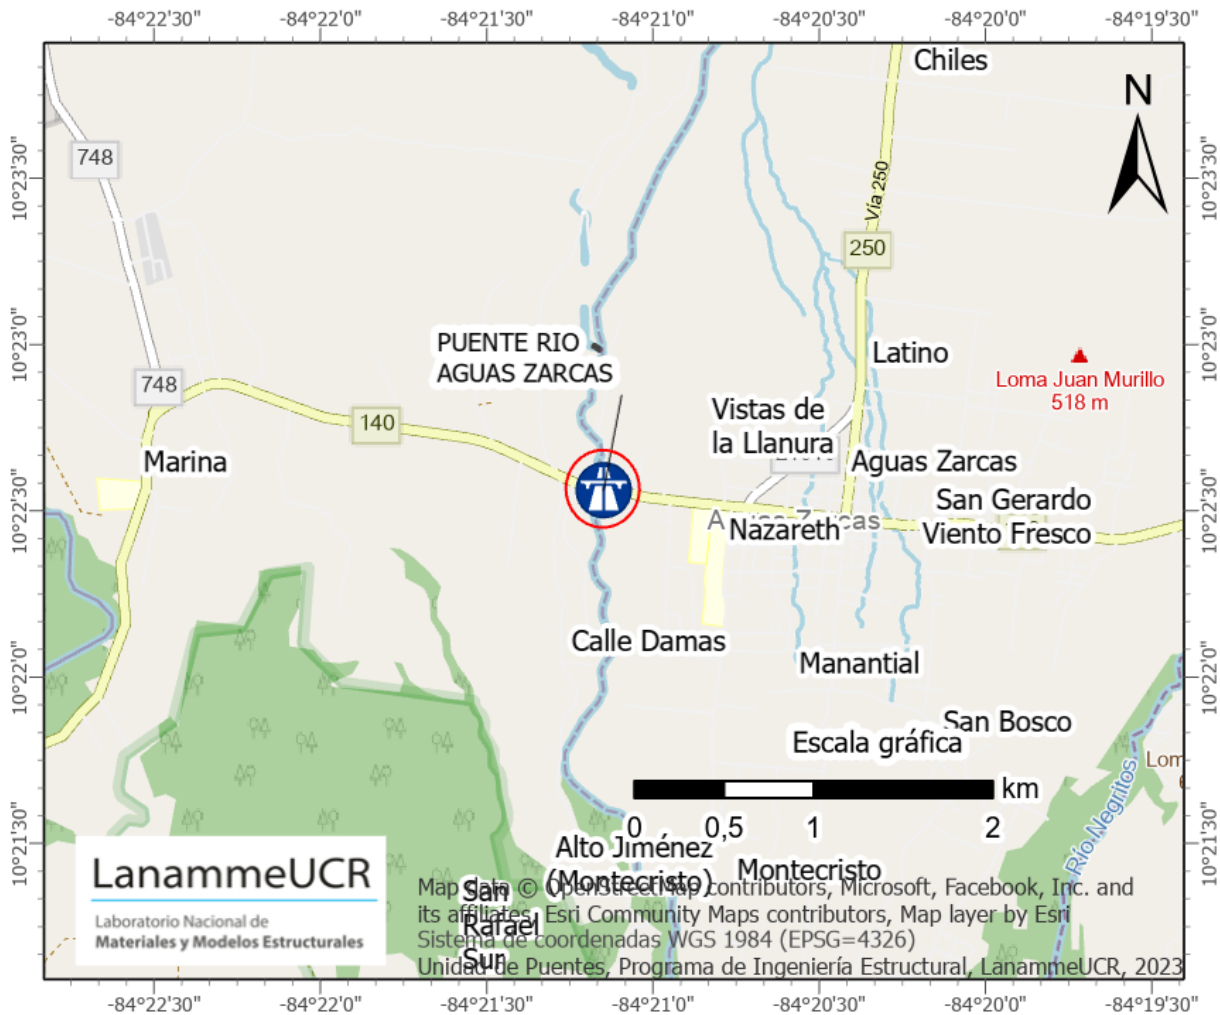 -84°22'30" -84°22'0" -84°21'30" -84°21'0" -84°20'30" -84°20'0" -84°19'30"
Chiles
N
748
10°23'30"
10°23'30"
Vía 250
250
10°23'0"
10°23'0"
PUENTE RIO
AGUAS ZARCAS
Latino
Loma Juan Murillo
518 m
748
140
Vistas de
la Llanura
Marina
Aguas Zarcas
San Gerardo
10°22'30"
10°22'30"
Aguas Zarcas
Nazareth
Viento Fresco
Calle Damas
Manantial
10°22'0"
10°22'0"
San Bosco
Escala gráfica
Lom
km
0 0,5 1 2
Río Negritos
10°21'30"
10°21'30"
Alto Jiménez
(Montecristo)
Montecristo
San
Rafael
Sur
LanammeUCR
Laboratorio Nacional de
Materiales y Modelos Estructurales
Map data © OpenStreetMap contributors, Microsoft, Facebook, Inc. and
its affiliates, Esri Community Maps contributors, Map layer by Esri
Sistema de coordenadas WGS 1984 (EPSG=4326)
Unidad de Puentes, Programa de Ingeniería Estructural, LanammeUCR, 2023
-84°22'30" -84°22'0" -84°21'30" -84°21'0" -84°20'30" -84°20'0" -84°19'30"